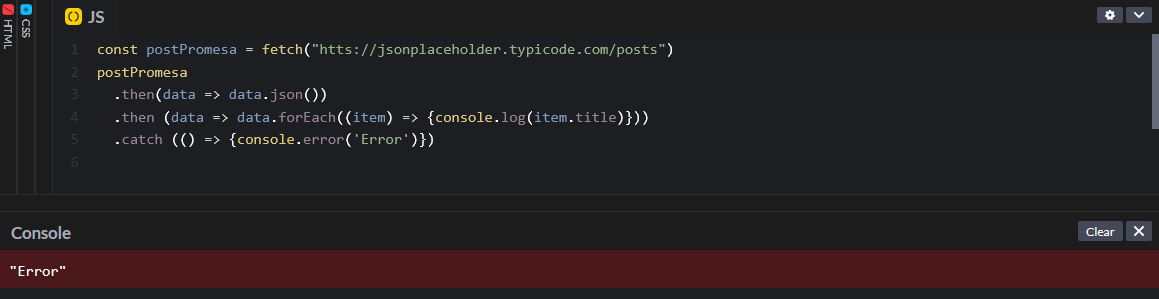 HTML
CSS
JS
1 const postPromesa = fetch("htts://jsonplaceholder.typicode.com/posts")
2 postPromesa
3 .then(data => data.json())
4 .then (data => data.forEach((item) => {console.log(item.title)}))
5 .catch (() => {console.error('Error')})
6
Console
Clear
"Error"